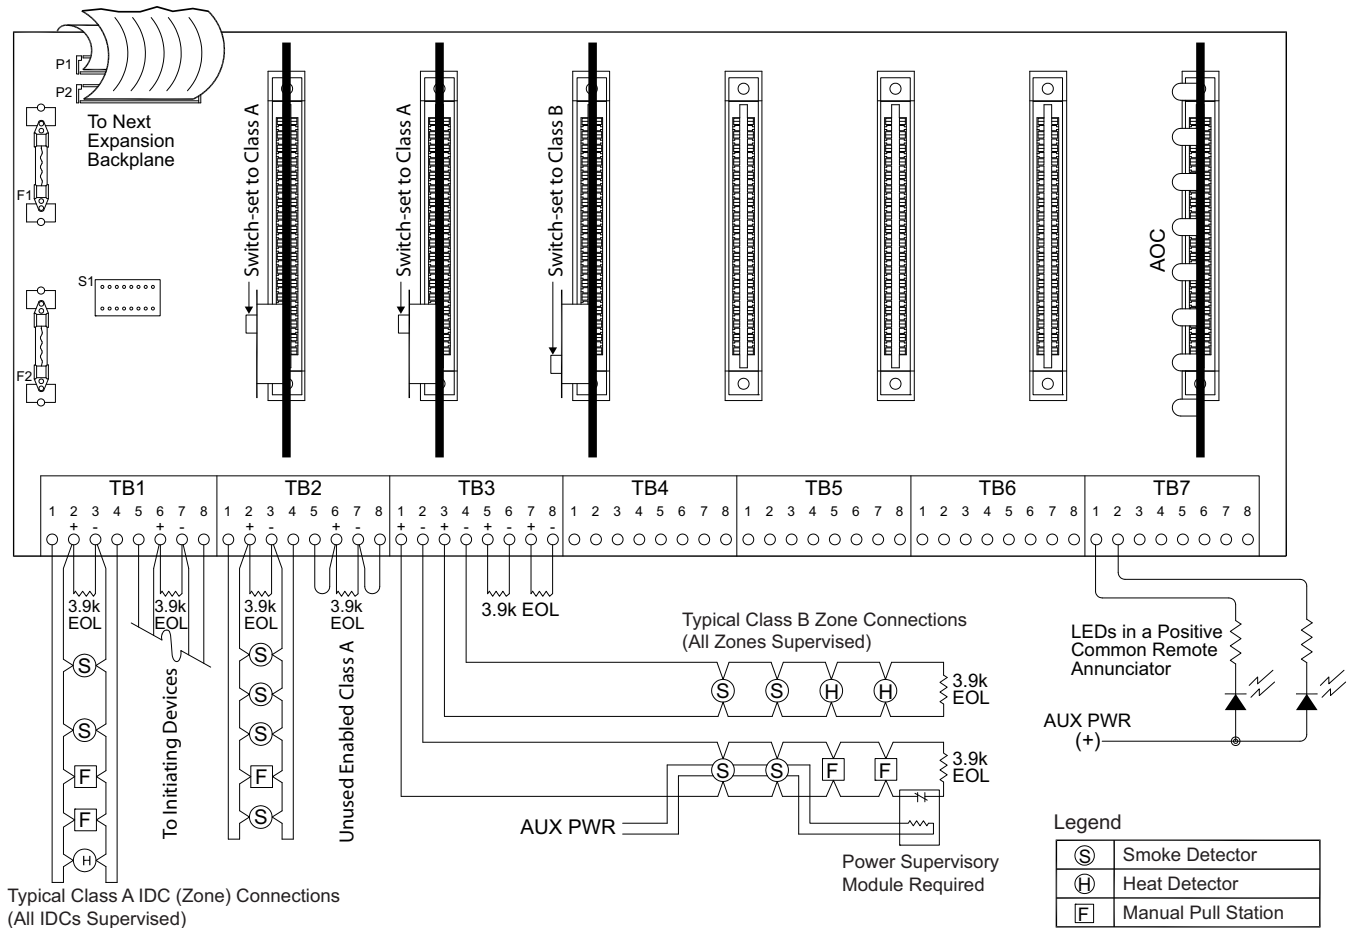 P1
P2
To Next
Expansion
Backplane
F1
S1
F2
Switch-set to Class A
Switch-set to Class A
Switch-set to Class B
AOC
TB1
TB2
TB3
TB4
TB5
TB6
TB7
1 2 3 4 5 6 7 8
+ - + -
1 2 3 4 5 6 7 8
+ - + -
1 2 3 4 5 6 7 8
+ - + - + - + -
1 2 3 4 5 6 7 8
1 2 3 4 5 6 7 8
1 2 3 4 5 6 7 8
1 2 3 4 5 6 7 8
3.9k
EOL
3.9k
EOL
3.9k
EOL
3.9k
EOL
3.9k EOL
S
S
F
F
H
To Initiating Devices
S
S
S
F
S
Unused Enabled Class A
Typical Class A IDC (Zone) Connections
(All IDCs Supervised)
Typical Class B Zone Connections
(All Zones Supervised)
S S H H
3.9k
EOL
S S F F
3.9k
EOL
AUX PWR
Power Supervisory
Module Required
LEDs in a Positive
Common Remote
Annunciator
AUX PWR
(+)
Legend
S Smoke Detector
H Heat Detector
F Manual Pull Station